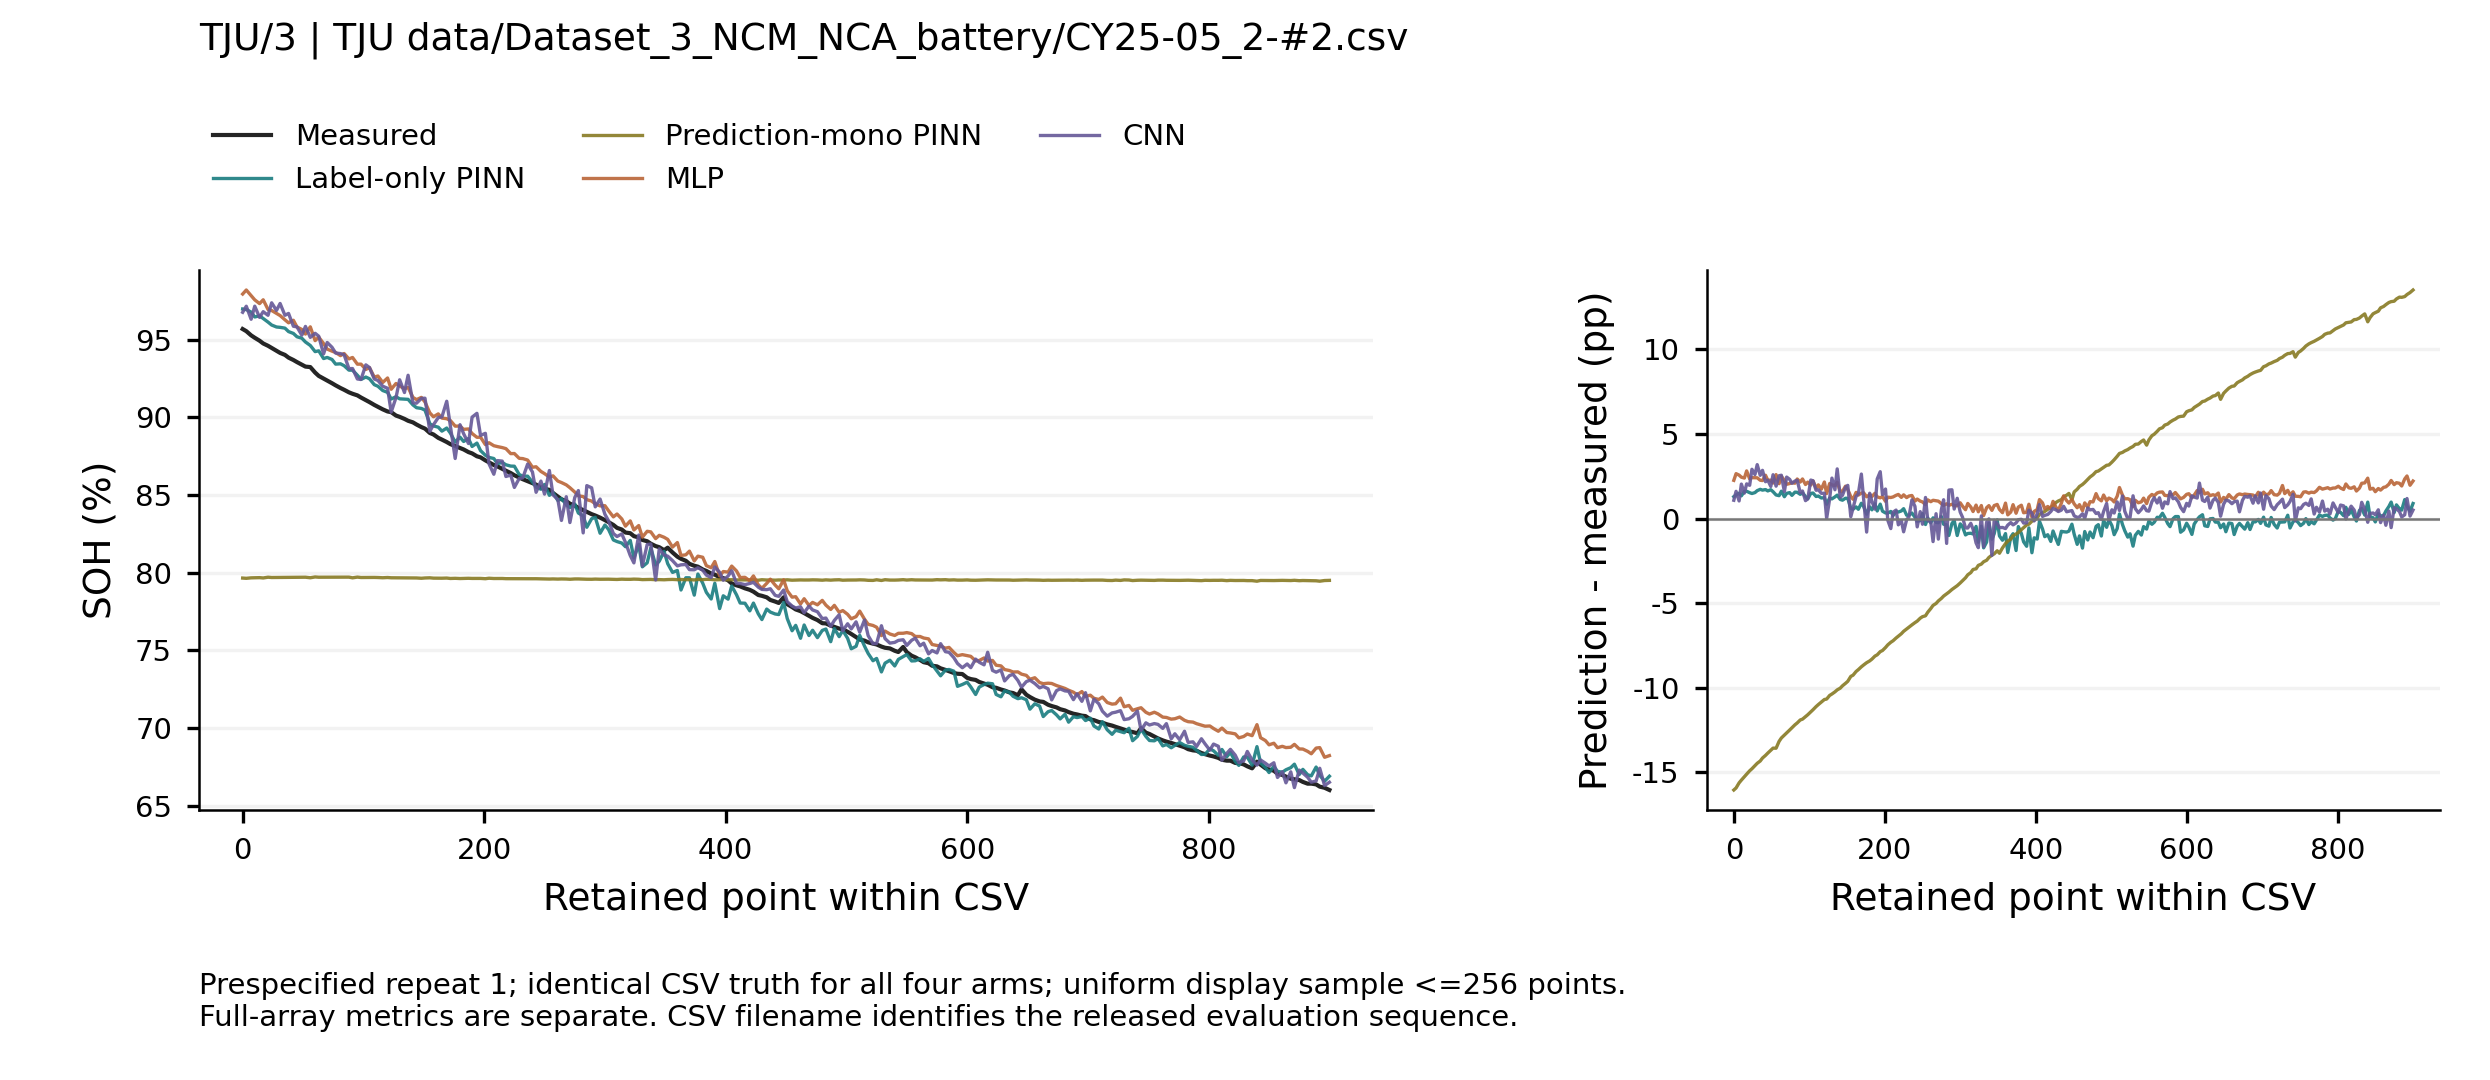 TJU/3 | TJU data/Dataset_3_NCM_NCA_battery/CY25-05_2-#2.csv
Measured
Label-only PINN
Prediction-mono PINN
MLP
CNN
SOH (%)
95
90
85
80
75
70
65
0
200
400
600
800
Retained point within CSV
Prediction - measured (pp)
10
5
0
-5
-10
-15
0
200
400
600
800
Retained point within CSV
Prespecified repeat 1; identical CSV truth for all four arms; uniform display sample <=256 points.
Full-array metrics are separate. CSV filename identifies the released evaluation sequence.